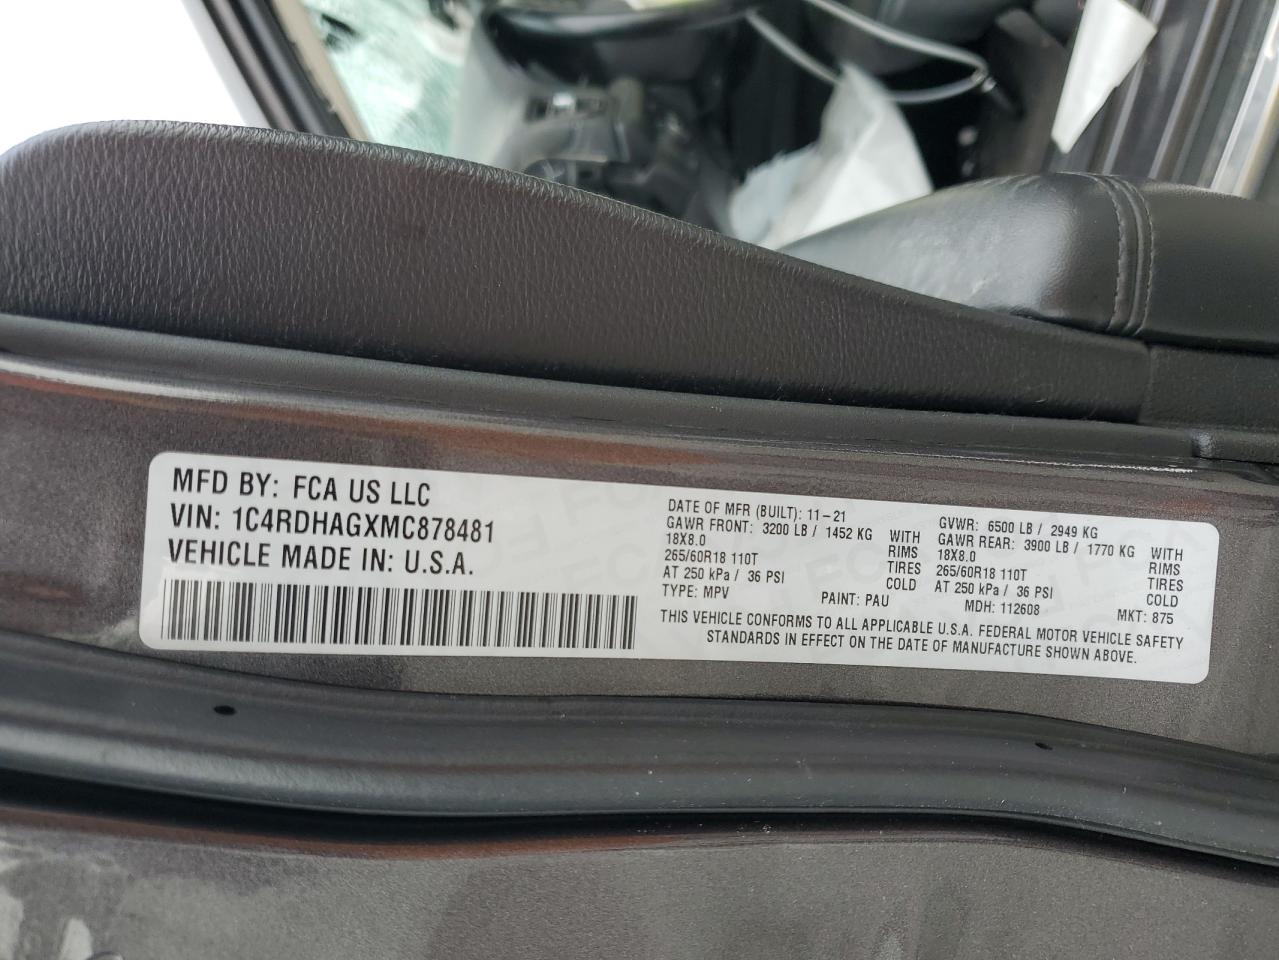 MFD BY: FCA US LLC
VIN: 1C4RDHAGXMC878481
VEHICLE MADE IN: U.S.A.
DATE OF MFR (BUILT): 11-21
GAWR FRONT: 3200 LB / 1452 KG WITH
18X8.0 RIMS
265/60R18 110T TIRES
AT 250 kPa / 36 PSI COLD
TYPE: MPV PAINT: PAU
GVWR: 6500 LB / 2949 KG
GAWR REAR: 3900 LB / 1770 KG WITH
18X8.0 RIMS
265/60R18 110T TIRES
AT 250 kPa / 36 PSI COLD
MDH: 112608 MKT: 875
THIS VEHICLE CONFORMS TO ALL APPLICABLE U.S.A. FEDERAL MOTOR VEHICLE SAFETY
STANDARDS IN EFFECT ON THE DATE OF MANUFACTURE SHOWN ABOVE.